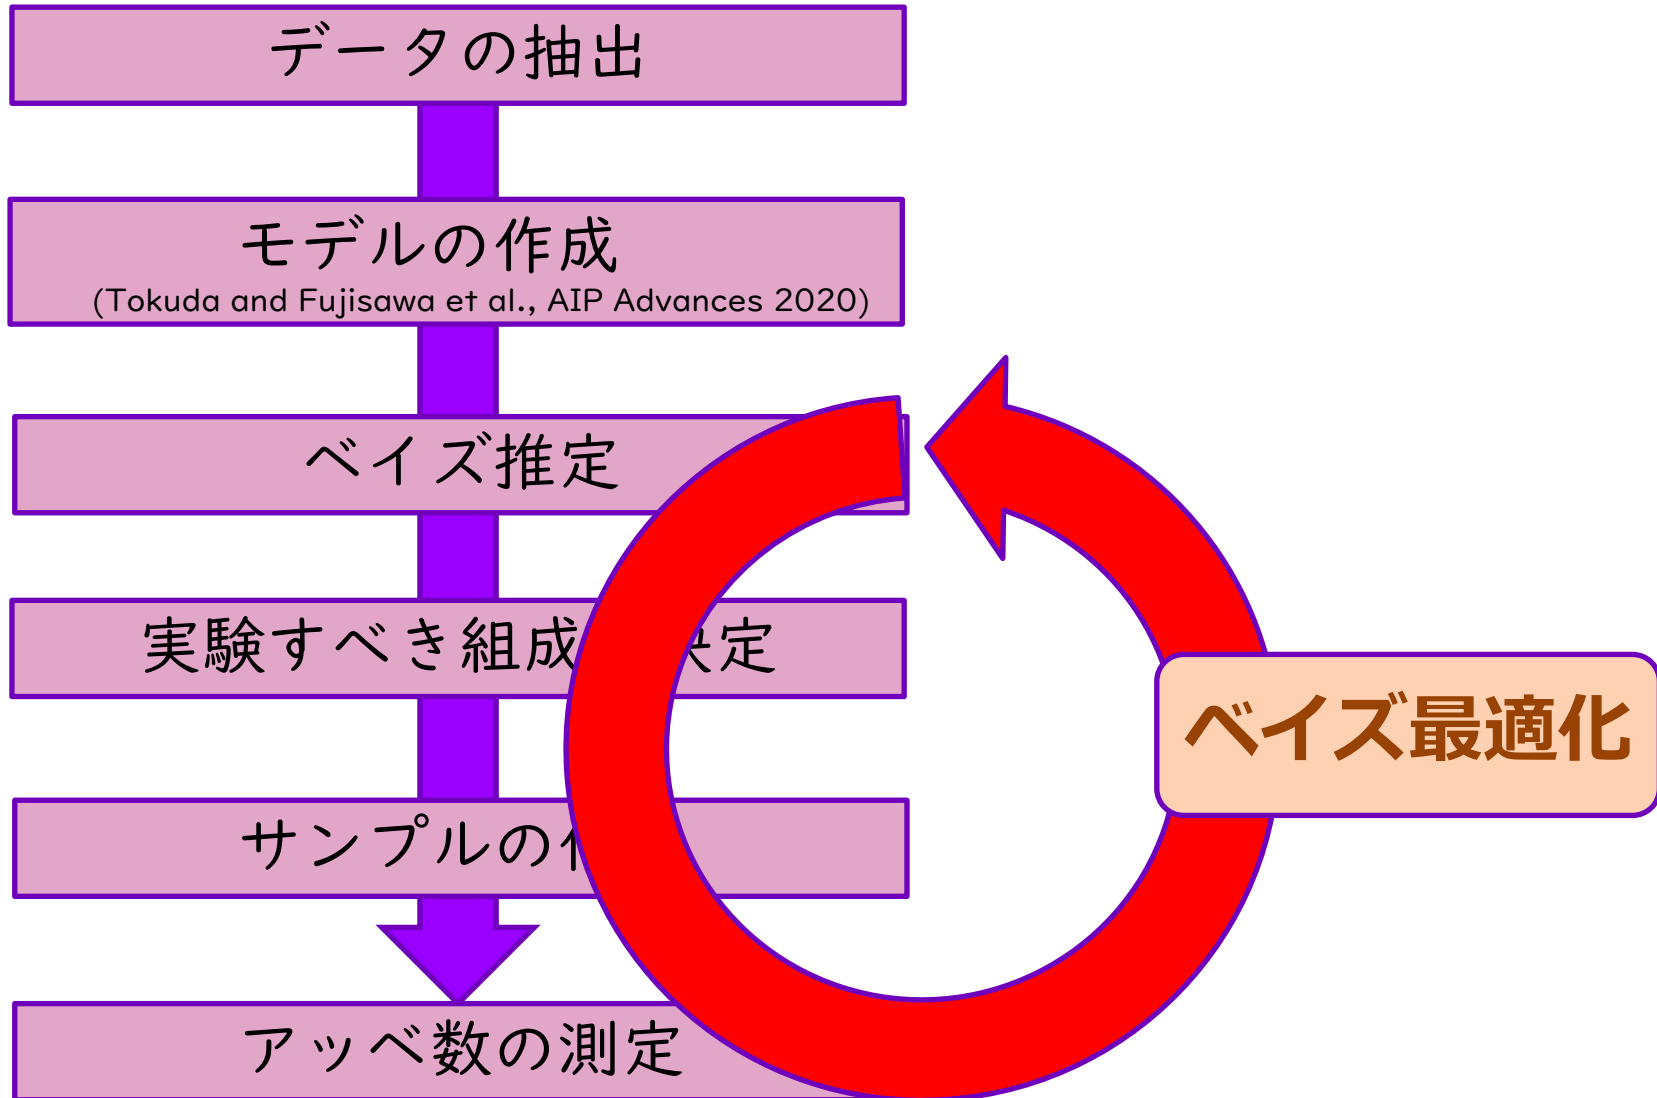 データの抽出
モデルの作成
(Tokuda and Fujisawa et al., AIP Advances 2020)
ベイズ推定
実験すべき組成 決定
サンプルの
ベイズ最適化
アッベ数の測定